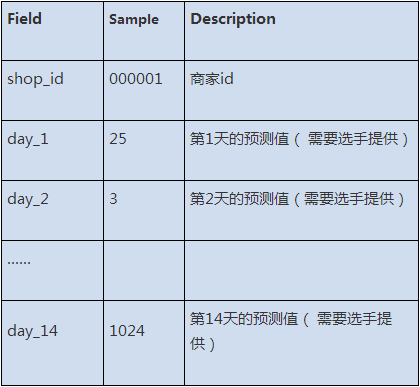 Field Sample Description
shop_id 000001 商家id
day_1 25 第1天的预测值（ 需要选手提供）
day_2 3 第2天的预测值（需要选手提供）
......
day_14 1024 第14天的预测值（ 需要选手提
供）